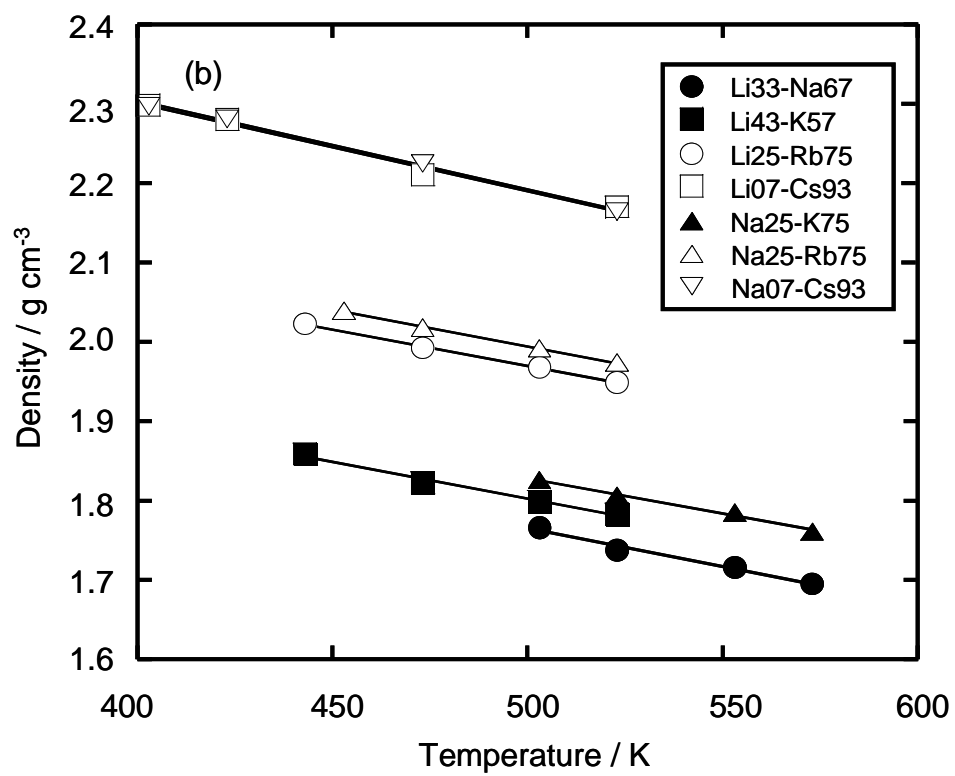 2.4
(b)
Li33-Na67
Li43-K57
Li25-Rb75
Li07-Cs93
Na25-K75
Na25-Rb75
Na07-Cs93
2.3
2.2
2.1
2.0
1.9
1.8
1.7
1.6
Density / g cm⁻³
400 450 500 550 600
Temperature / K